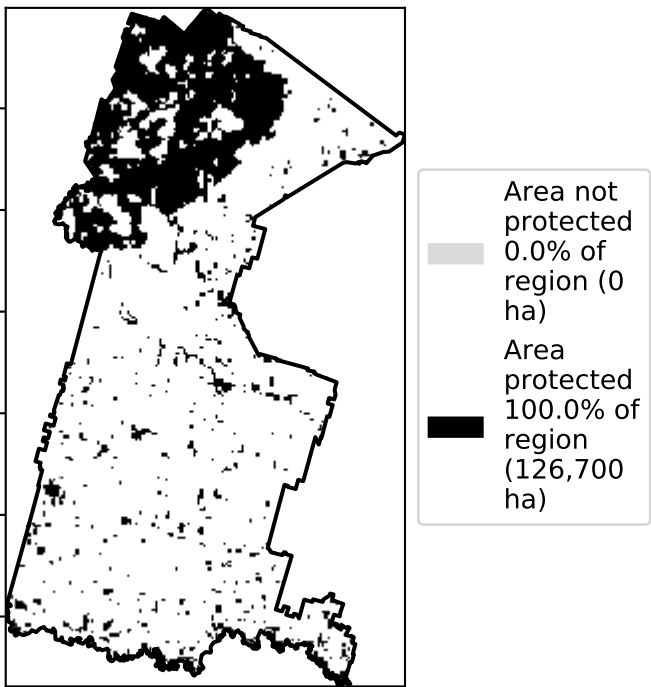 Area not
protected
0.0% of
region (0
ha)
Area
protected
100.0% of
region
(126,700
ha)